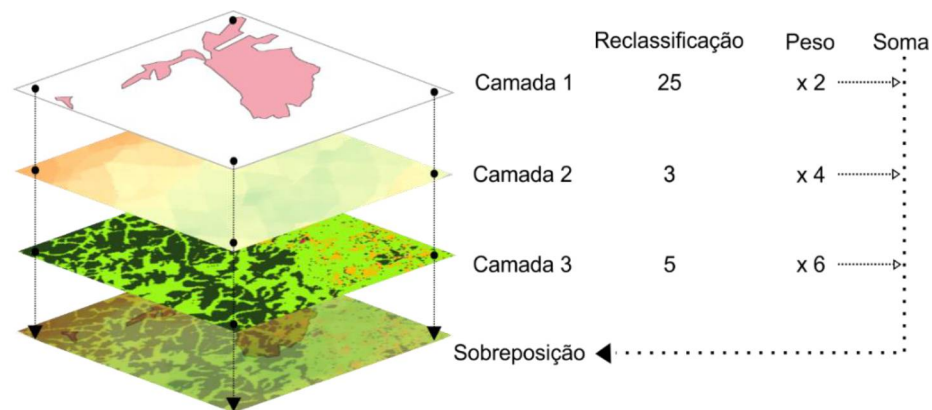 Reclassificação Peso Soma
Camada 1 25 x 2
Camada 2 3 x 4
Camada 3 5 x 6
Sobreposição